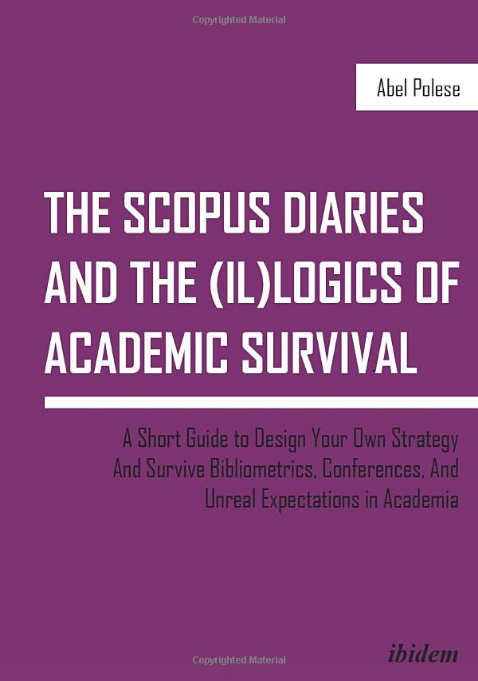 Copyrighted Material
Abel Polese
THE SCOPUS DIARIES
AND THE (IL)LOGICS OF
ACADEMIC SURVIVAL
A Short Guide to Design Your Own Strategy
And Survive Bibliometrics, Conferences, And
Unreal Expectations in Academia
ibidem
Copyrighted Material